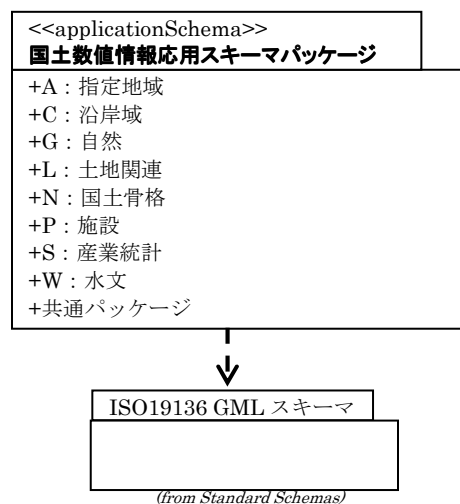 <<applicationSchema>>
国土数値情報応用スキーマパッケージ
+A：指定地域
+C：沿岸域
+G：自然
+L：土地関連
+N：国土骨格
+P：施設
+S：産業統計
+W：水文
+共通パッケージ
ISO19136 GML スキーマ
(from Standard Schemas)